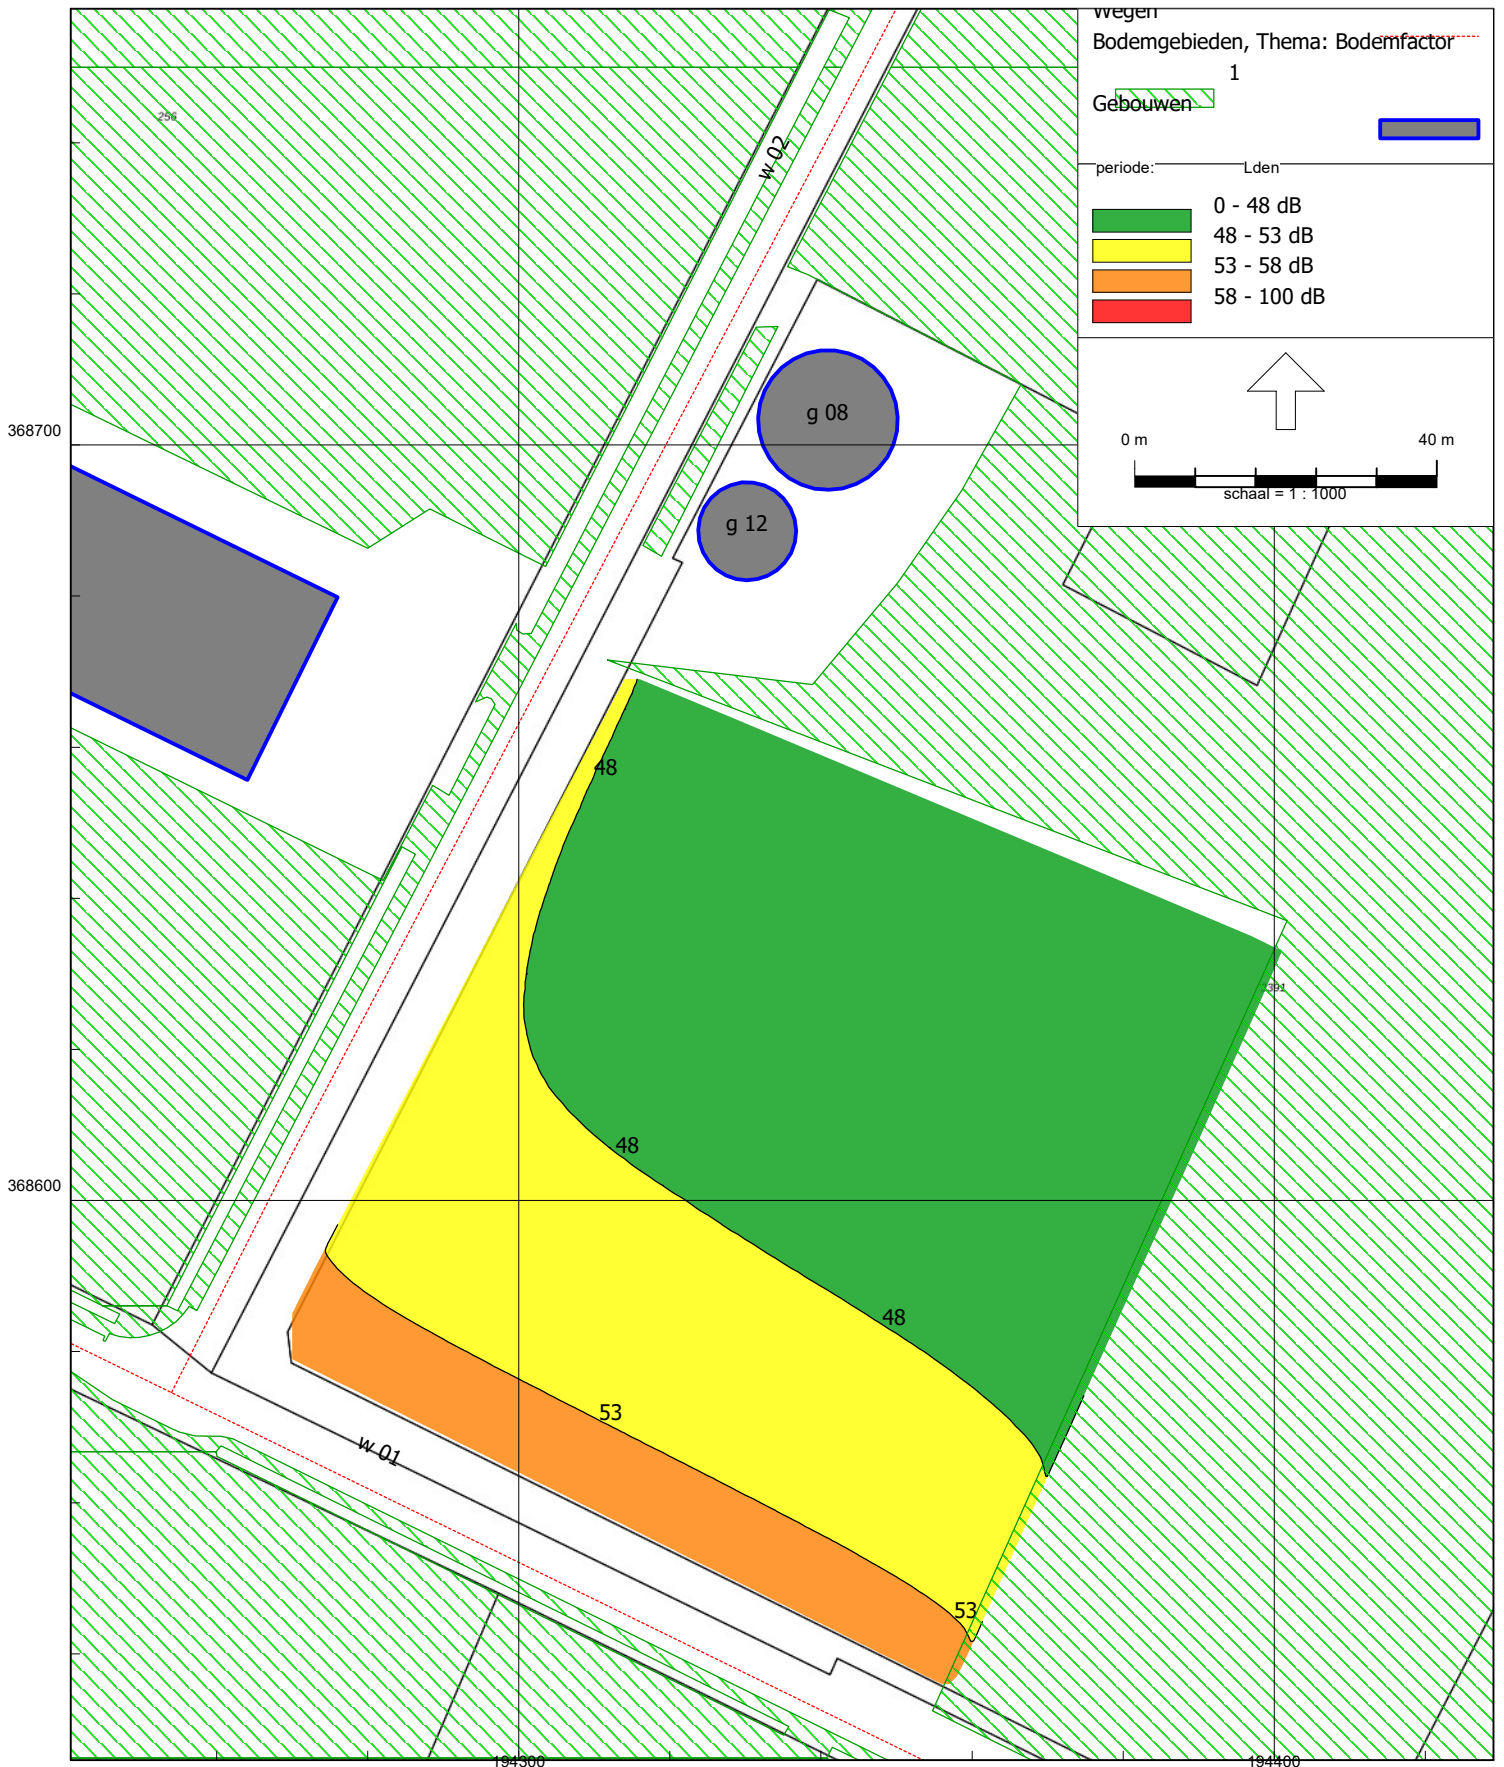 Wegen
Bodemgebieden, Thema: Bodemfactor
1
Gebouwen
periode: Lden
0 - 48 dB
48 - 53 dB
53 - 58 dB
58 - 100 dB
0 m 40 m
schaal = 1 : 1000
256
w 02
g 08
368700
g 12
48
3391
48
368600
48
53
w 01
53
194300 194400